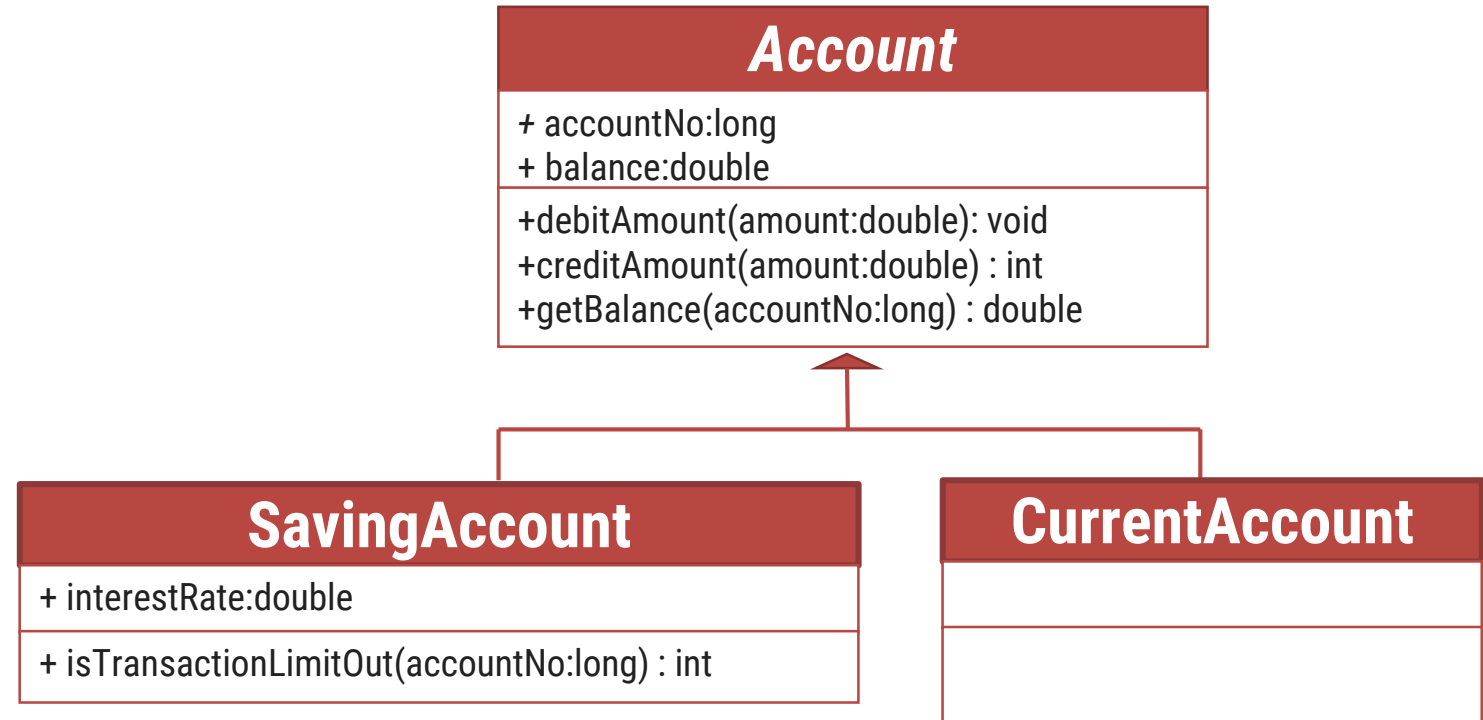 Account
+ accountNo:long
+ balance:double
+debitAmount(amount:double): void
+creditAmount(amount:double) : int
+getBalance(accountNo:long) : double
SavingAccount
+ interestRate:double
+ isTransactionLimitOut(accountNo:long) : int
CurrentAccount